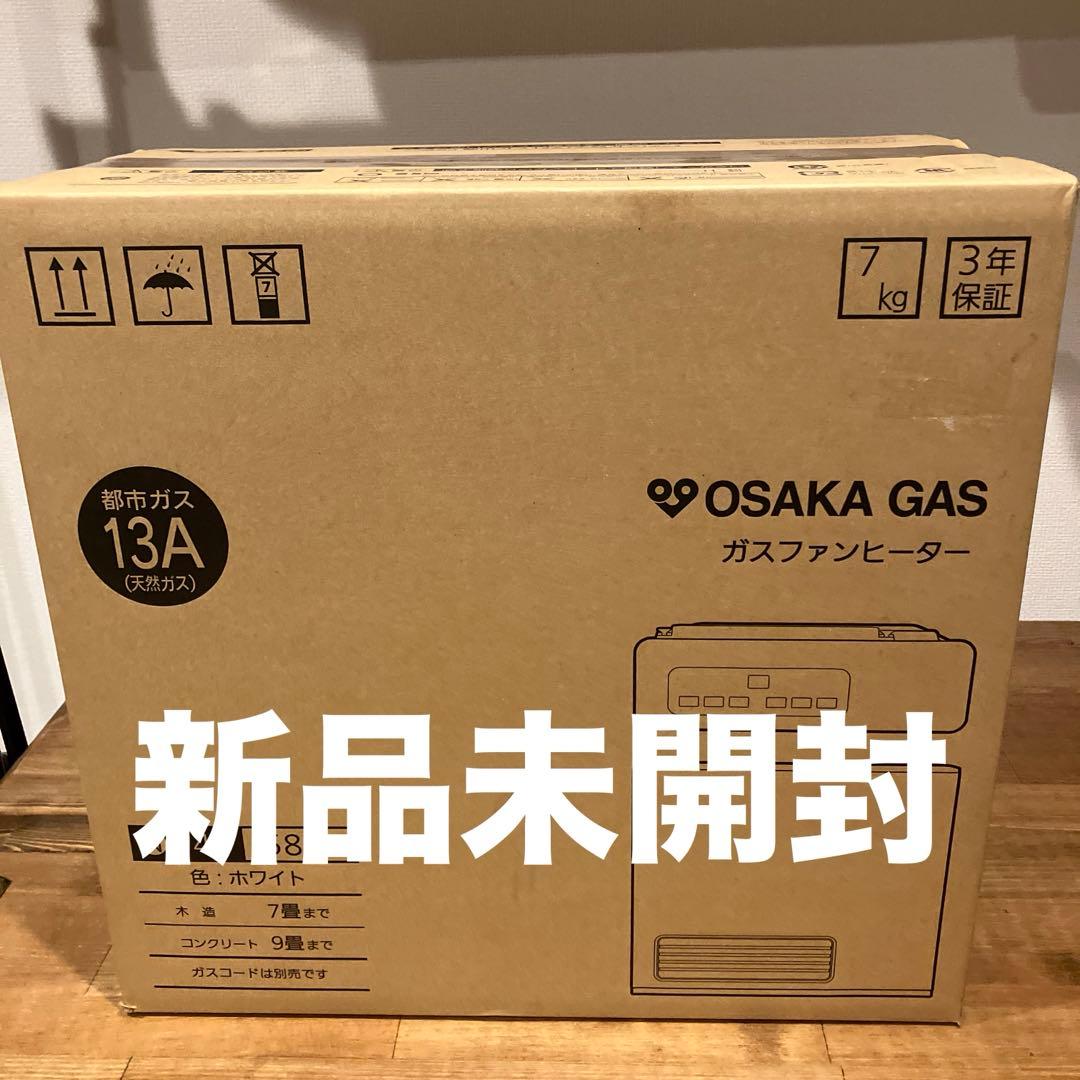 7
7
kg
3年
保証
都市ガス
13A
(天然ガス)
OSAKA GAS
ガスファンヒーター
新品未開封
色:ホワイト
木造 7畳まで
コンクリート 9畳まで
ガスコードは別売です